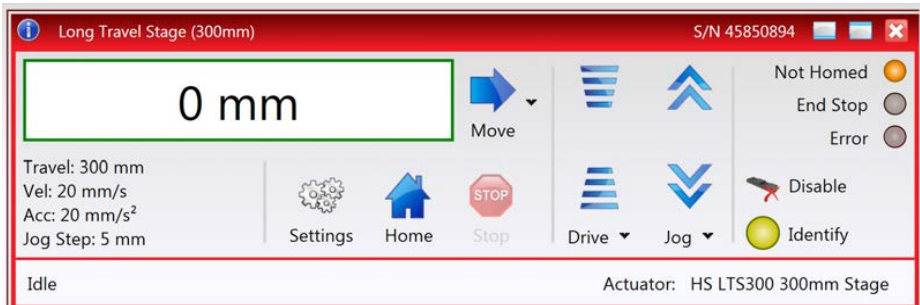 Long Travel Stage (300mm)
S/N 45850894
0 mm
Move
Not Homed
End Stop
Error
Travel: 300 mm
Vel: 20 mm/s
Acc: 20 mm/s²
Jog Step: 5 mm
Settings
Home
STOP
Stop
Drive
Jog
Disable
Identify
Idle
Actuator: HS LTS300 300mm Stage